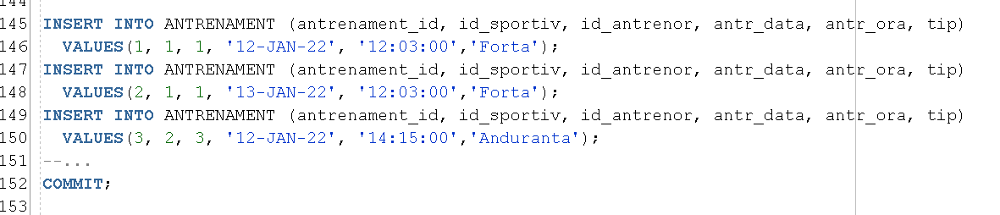 144
145 INSERT INTO ANTRENAMENT (antrenament_id, id_sportiv, id_antrenor, antr_data, antr_ora, tip)
146   VALUES(1, 1, 1, '12-JAN-22', '12:03:00','Forta');
147 INSERT INTO ANTRENAMENT (antrenament_id, id_sportiv, id_antrenor, antr_data, antr_ora, tip)
148   VALUES(2, 1, 1, '13-JAN-22', '12:03:00','Forta');
149 INSERT INTO ANTRENAMENT (antrenament_id, id_sportiv, id_antrenor, antr_data, antr_ora, tip)
150   VALUES(3, 2, 3, '12-JAN-22', '14:15:00','Anduranta');
151 --...
152 COMMIT;
153